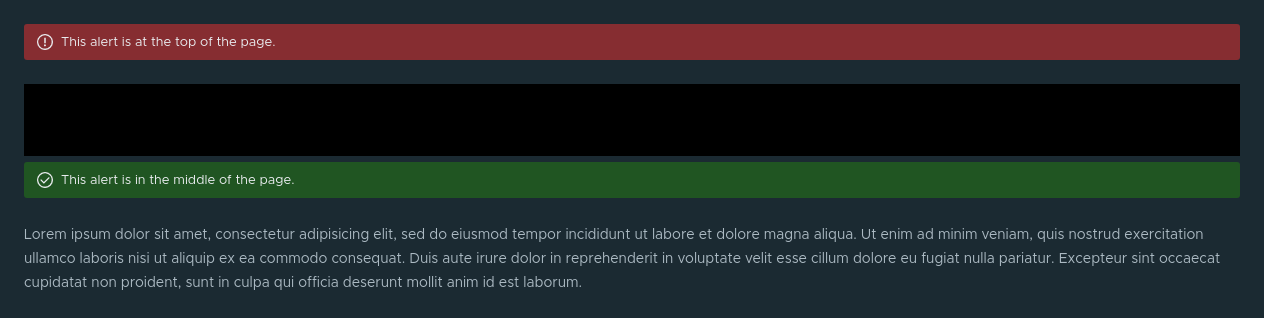 This alert is at the top of the page.
This alert is in the middle of the page.
Lorem ipsum dolor sit amet, consectetur adipisicing elit, sed do eiusmod tempor incididunt ut labore et dolore magna aliqua. Ut enim ad minim veniam, quis nostrud exercitation
ullamco laboris nisi ut aliquip ex ea commodo consequat. Duis aute irure dolor in reprehenderit in voluptate velit esse cillum dolore eu fugiat nulla pariatur. Excepteur sint occaecat
cupidatat non proident, sunt in culpa qui officia deserunt mollit anim id est laborum.